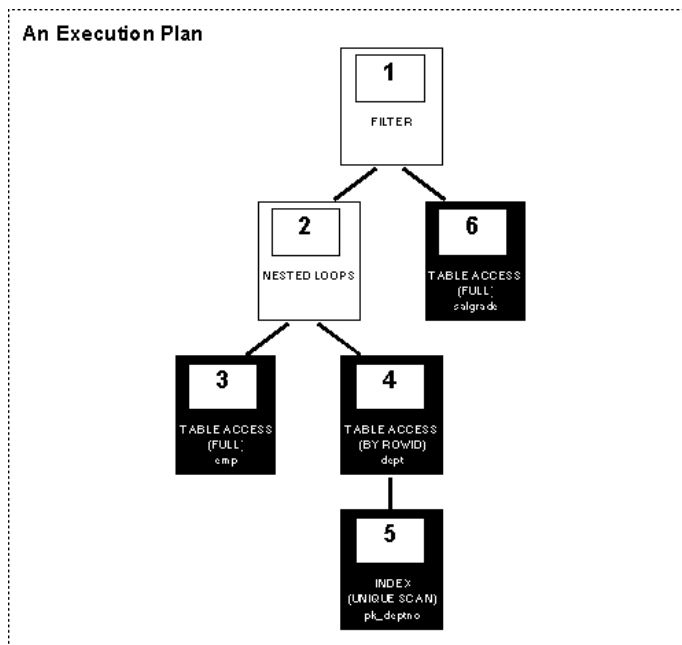 An Execution Plan
1
FILTER
2
NESTED LOOPS
6
TABLE ACCESS
(FULL)
salgrade
3
TABLE ACCESS
(FULL)
emp
4
TABLE ACCESS
(BY ROWID)
dept
5
INDEX
(UNIQUE SCAN)
pk_deptno